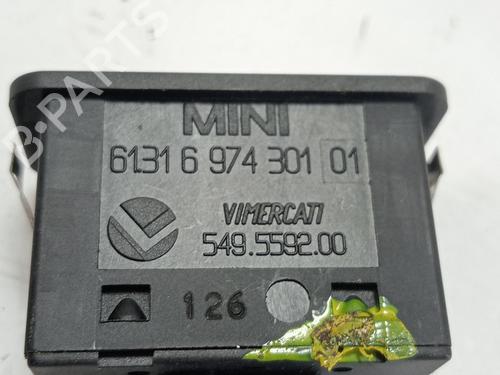 B-PARTS
MINI
61.31 6 974 301 01
VIMERCATI
549.5592.00
126